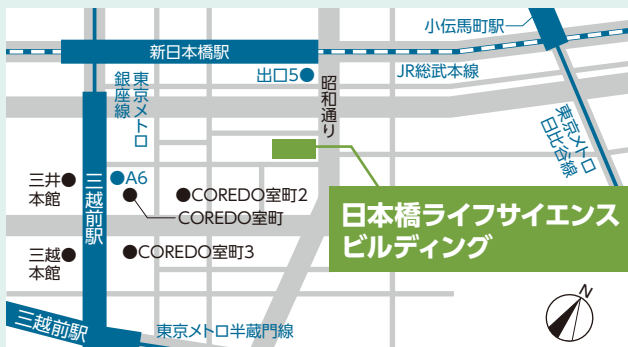 小伝馬町駅
新日本橋駅
出口5
JR総武本線
東京メトロ
銀座線
昭和通り
東京メトロ
日比谷線
三井
本館
三越前駅
A6
COREDO室町2
COREDO室町
日本橋ライフサイエンス
ビルディング
三越
本館
COREDO室町3
三越前駅
東京メトロ半蔵門線
N